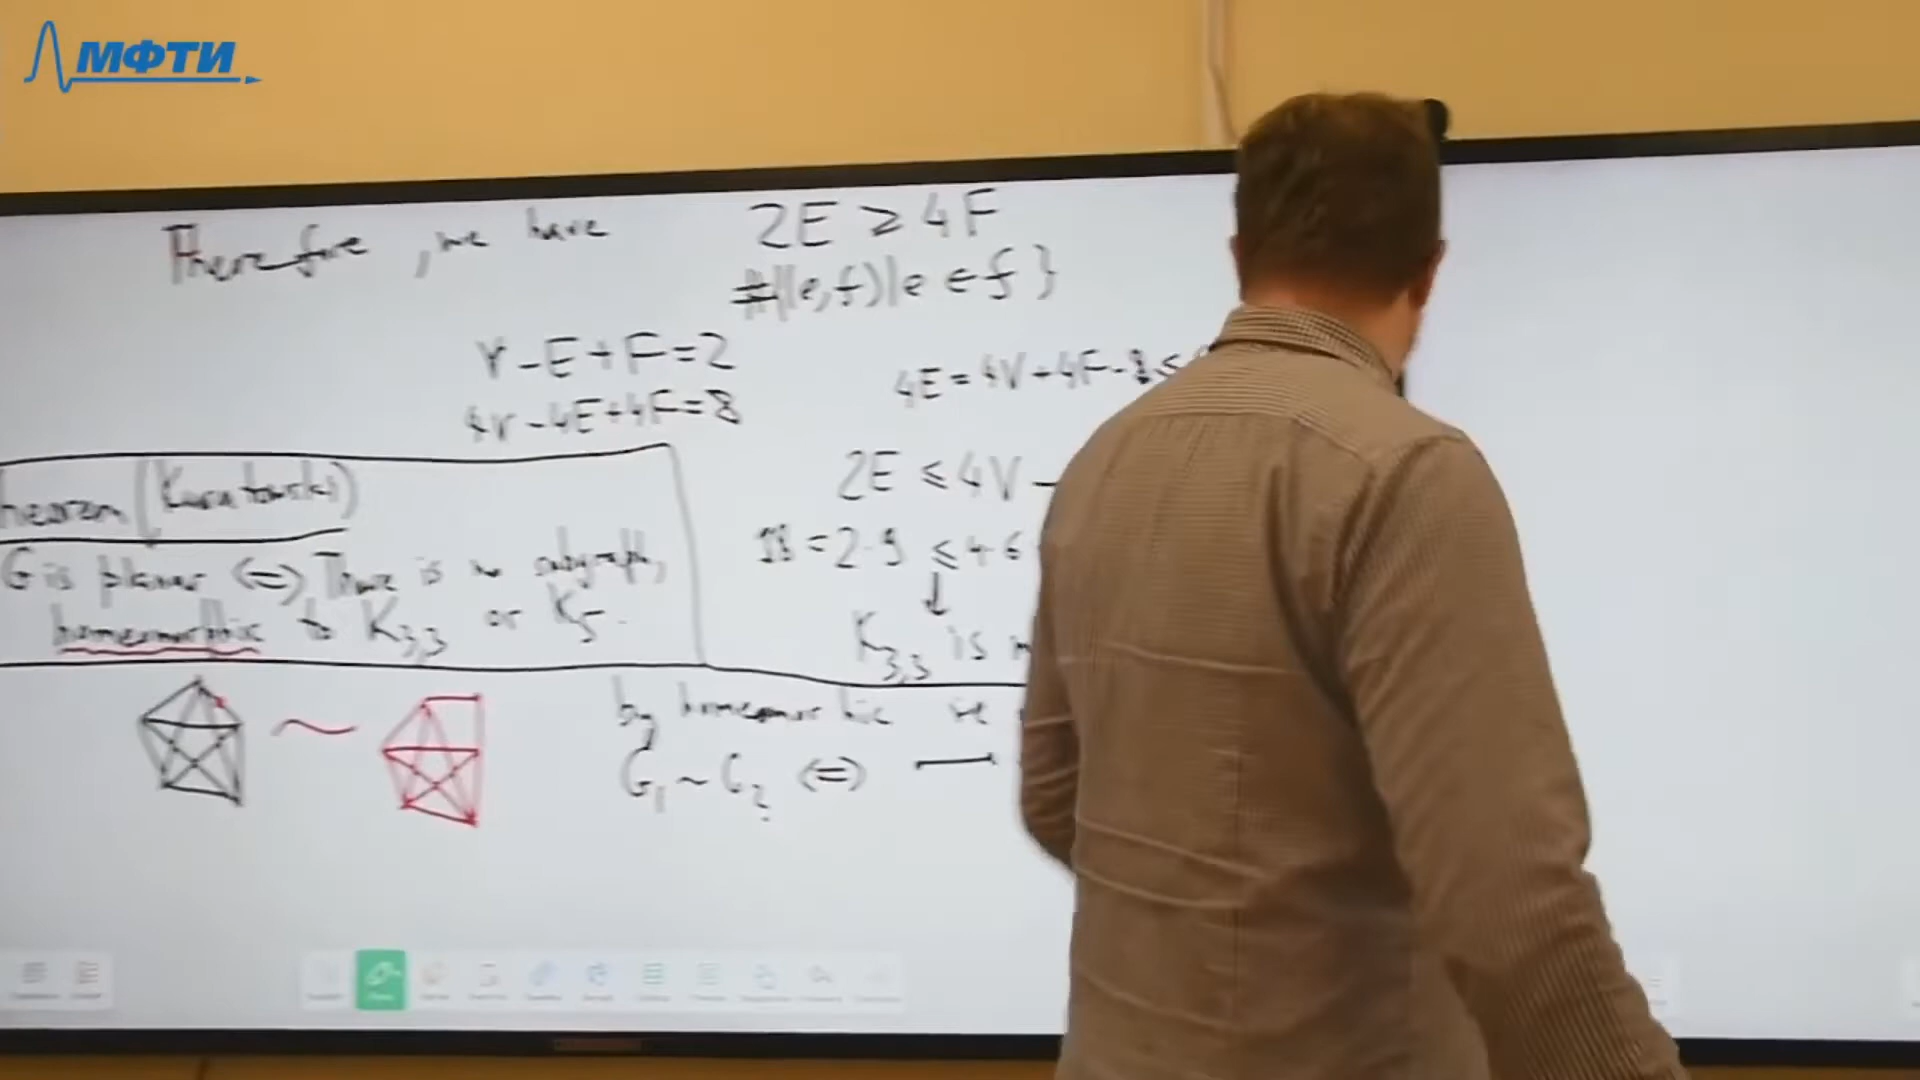 МФТИ
Therefore, we have 2E ≥ 4F
#{(e,f)|e ∈ f}
V-E+F=2
4E=4V+4F-8≤
4V-4E+4F=8
2E ≤ 4V -
18=2·9 ≤ 4·6
K3,3 is
Theorem (Kuratowski)
G is planar <=> There is no subgraph,
homeomorphic to K3,3 or K5.
~
by homeomorphic we
G1 ~ G2 <=>